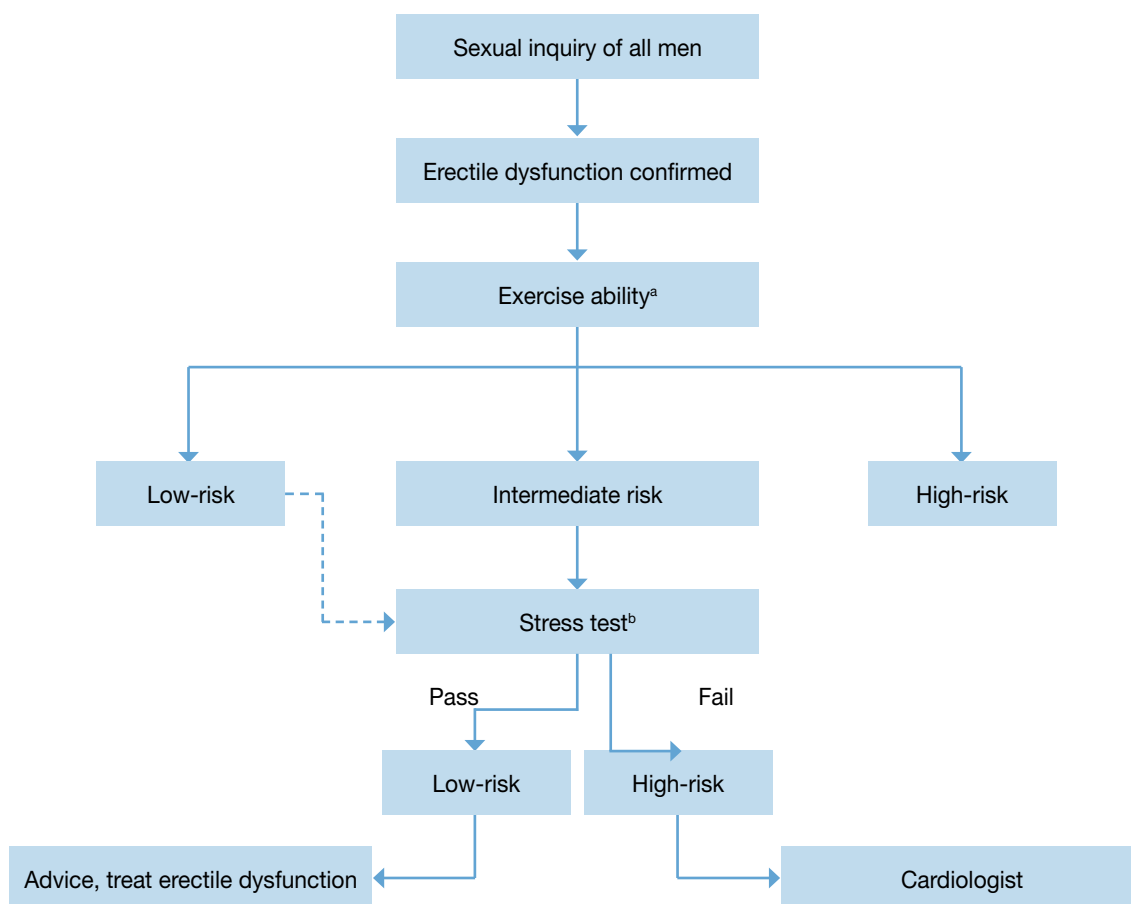 Sexual inquiry of all men
Erectile dysfunction confirmed
Exercise abilityᵃ
Low-risk
Intermediate risk
High-risk
Stress testᵇ
Pass
Fail
Low-risk
High-risk
Advice, treat erectile dysfunction
Cardiologist